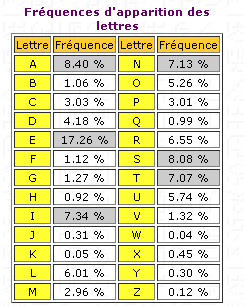 Fréquences d'apparition des
lettres
Lettre Fréquence Lettre Fréquence
A 8.40 % N 7.13 %
B 1.06 % O 5.26 %
C 3.03 % P 3.01 %
D 4.18 % Q 0.99 %
E 17.26 % R 6.55 %
F 1.12 % S 8.08 %
G 1.27 % T 7.07 %
H 0.92 % U 5.74 %
I 7.34 % V 1.32 %
J 0.31 % W 0.04 %
K 0.05 % X 0.45 %
L 6.01 % Y 0.30 %
M 2.96 % Z 0.12 %